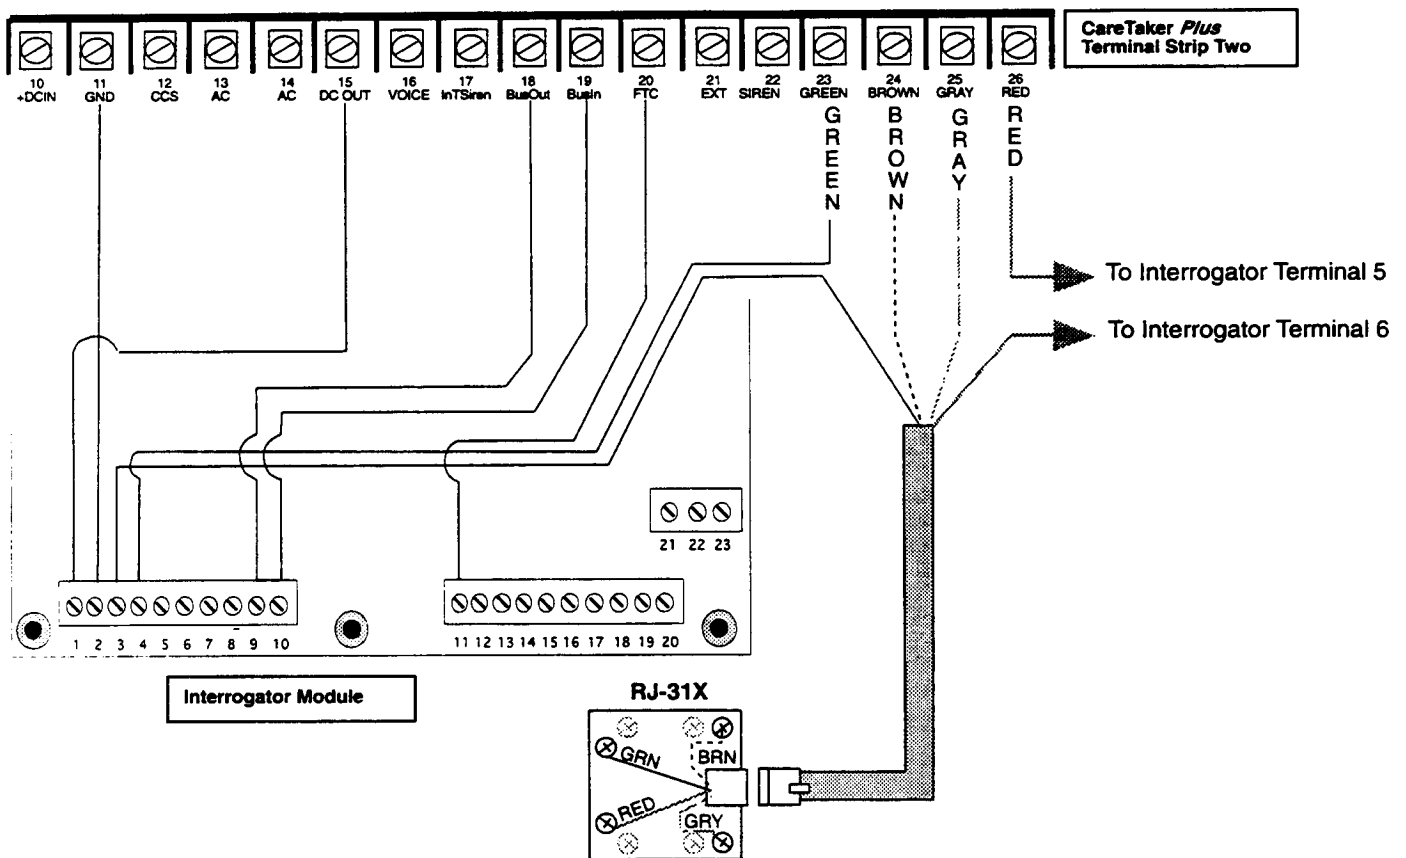 CareTaker Plus
Terminal Strip Two
10 11 12 13 14 15 16 17 18 19 20 21 22 23 24 25 26
+DCIN GND CCS AC AC DC OUT VOICE InTSiren BusOut BusIn FTC EXT SIREN GREEN BROWN GRAY RED
GREEN
BROWN
GRAY
RED
To Interrogator Terminal 5
To Interrogator Terminal 6
21 22 23
1 2 3 4 5 6 7 8 9 10
11 12 13 14 15 16 17 18 19 20
Interrogator Module
RJ-31X
GRN
BRN
RED
GRY